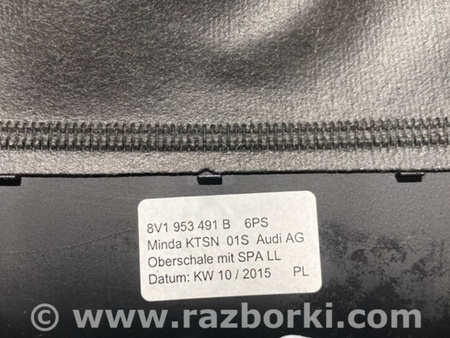 8V1 953 491 B 6PS
Minda KTSN 01S Audi AG
Oberschale mit SPA LL
Datum: KW 10 / 2015 PL
© www.razborki.com